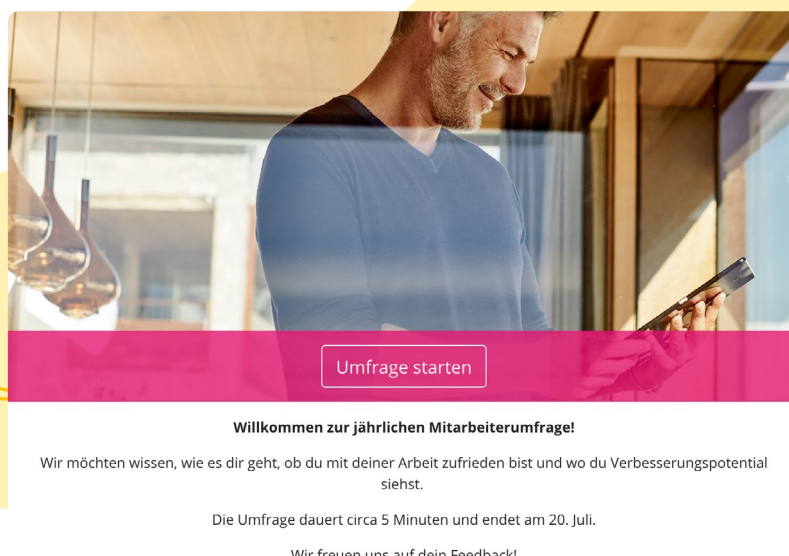 Umfrage starten
Willkommen zur jährlichen Mitarbeiterumfrage!
Wir möchten wissen, wie es dir geht, ob du mit deiner Arbeit zufrieden bist und wo du Verbesserungspotential
siehst.
Die Umfrage dauert circa 5 Minuten und endet am 20. Juli.
Wir freuen uns auf dein Feedback!